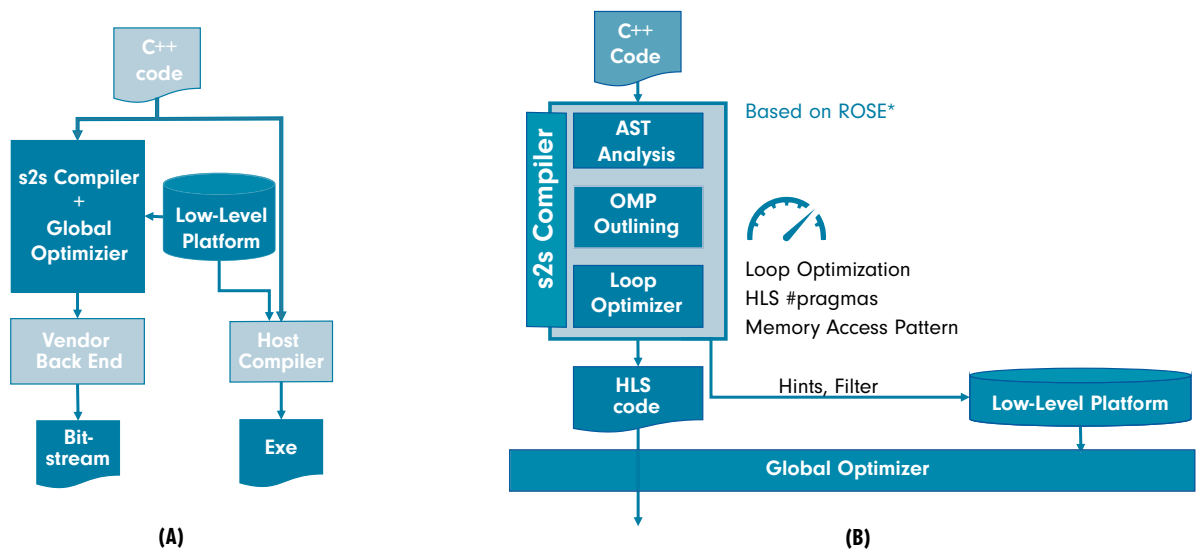 C++
code
s2s Compiler
+
Global
Optimizier
Low-Level
Platform
Vendor
Back End
Host
Compiler
Bit-
stream
Exe
(A)
C++
Code
Based on ROSE*
s2s Compiler
AST
Analysis
OMP
Outlining
Loop
Optimizer
Loop Optimization
HLS #pragmas
Memory Access Pattern
HLS
code
Hints, Filter
Low-Level Platform
Global Optimizer
(B)